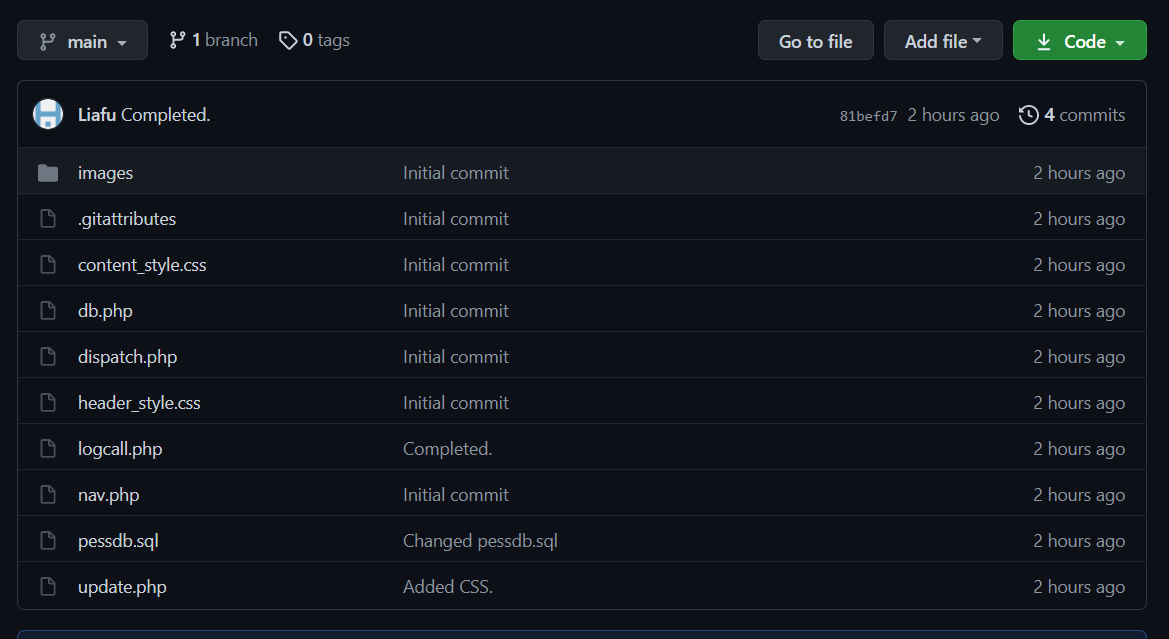 main 1 branch 0 tags Go to file Add file Code
Liafu Completed. 81befd7 2 hours ago 4 commits
images Initial commit 2 hours ago
.gitattributes Initial commit 2 hours ago
content_style.css Initial commit 2 hours ago
db.php Initial commit 2 hours ago
dispatch.php Initial commit 2 hours ago
header_style.css Initial commit 2 hours ago
logcall.php Completed. 2 hours ago
nav.php Initial commit 2 hours ago
pessdb.sql Changed pessdb.sql 2 hours ago
update.php Added CSS. 2 hours ago